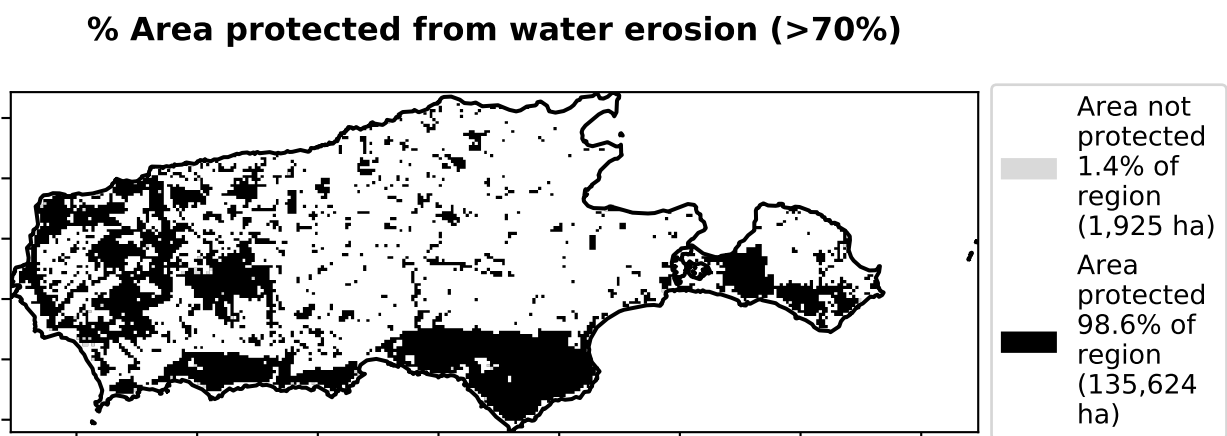 % Area protected from water erosion (>70%)
Area not
protected
1.4% of
region
(1,925 ha)
Area
protected
98.6% of
region
(135,624
ha)